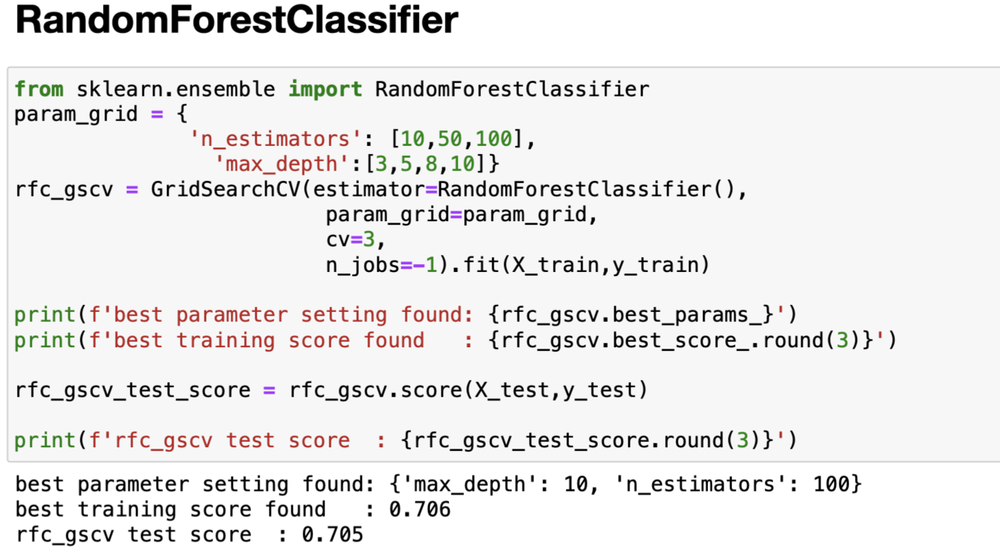 RandomForestClassifier
from sklearn.ensemble import RandomForestClassifier
param_grid = {
              'n_estimators': [10,50,100],
                'max_depth':[3,5,8,10]}
rfc_gscv = GridSearchCV(estimator=RandomForestClassifier(),
                         param_grid=param_grid,
                         cv=3,
                         n_jobs=-1).fit(X_train,y_train)

print(f'best parameter setting found: {rfc_gscv.best_params_}')
print(f'best training score found   : {rfc_gscv.best_score_.round(3)}')

rfc_gscv_test_score = rfc_gscv.score(X_test,y_test)

print(f'rfc_gscv test score  : {rfc_gscv_test_score.round(3)}')
best parameter setting found: {'max_depth': 10, 'n_estimators': 100}
best training score found   : 0.706
rfc_gscv test score  : 0.705